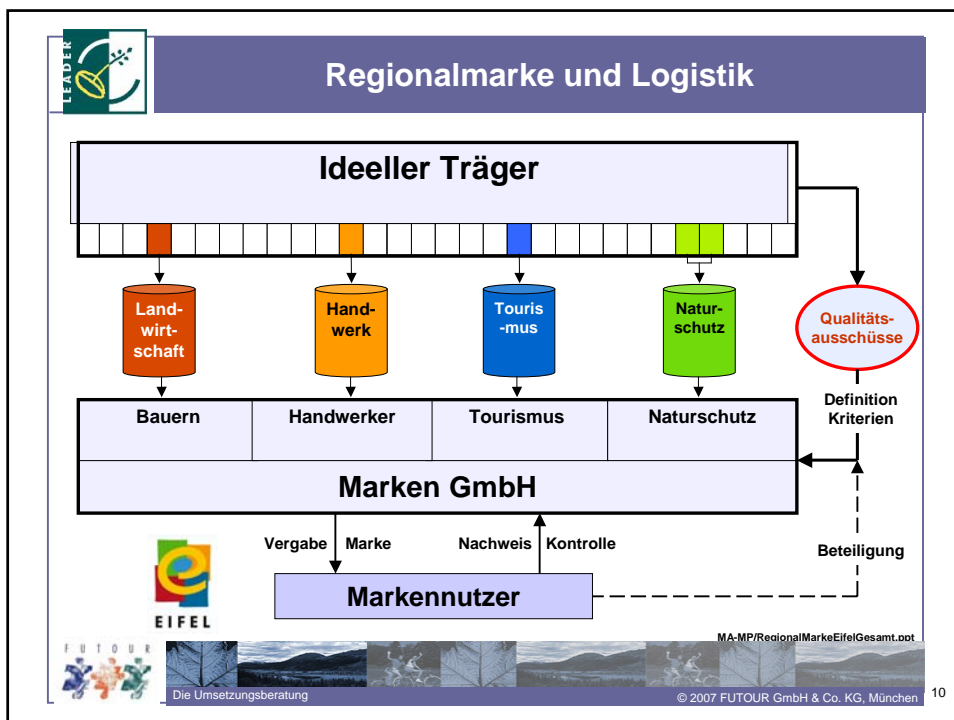 LEADER
Regionalmarke und Logistik
Ideeller Träger
Land-
wirt-
schaft
Hand-
werk
Touris
-mus
Natur-
schutz
Qualitäts-
ausschüsse
Bauern
Handwerker
Tourismus
Naturschutz
Definition
Kriterien
Marken GmbH
Vergabe Marke
Nachweis Kontrolle
Beteiligung
Markennutzer
e
EIFEL
MA-MP/RegionalMarkeEifelGesamt.ppt
FUTOUR
Die Umsetzungsberatung
© 2007 FUTOUR GmbH & Co. KG, München
10